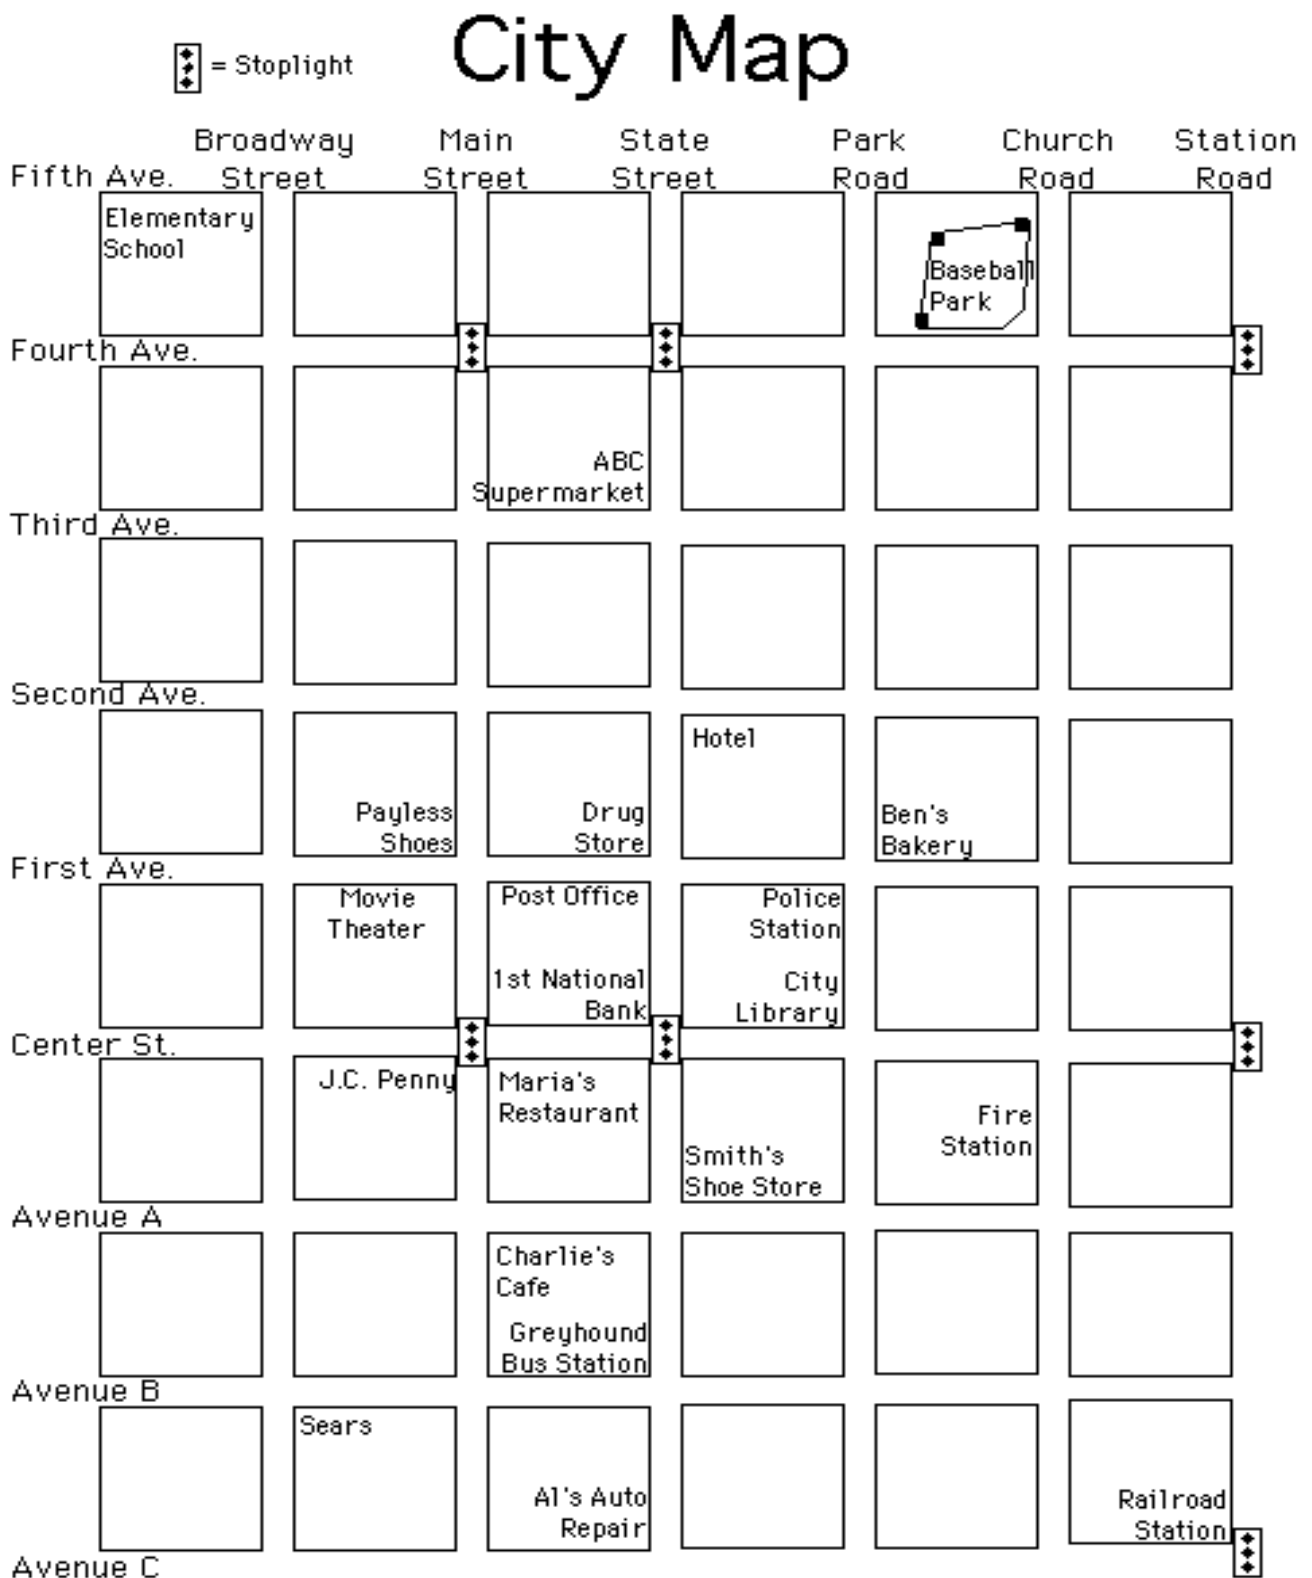 City Map
= Stoplight
Broadway Street
Main Street
State Street
Park Road
Church Road
Station Road
Fifth Ave.
Elementary
School
Baseball
Park
Fourth Ave.
ABC
Supermarket
Third Ave.
Second Ave.
Hotel
Payless
Shoes
Drug
Store
Ben's
Bakery
First Ave.
Movie
Theater
Post Office
Police
Station
1st National
Bank
City
Library
Center St.
J.C. Penny
Maria's
Restaurant
Smith's
Shoe Store
Fire
Station
Avenue A
Charlie's
Cafe
Greyhound
Bus Station
Avenue B
Sears
Al's Auto
Repair
Railroad
Station
Avenue C